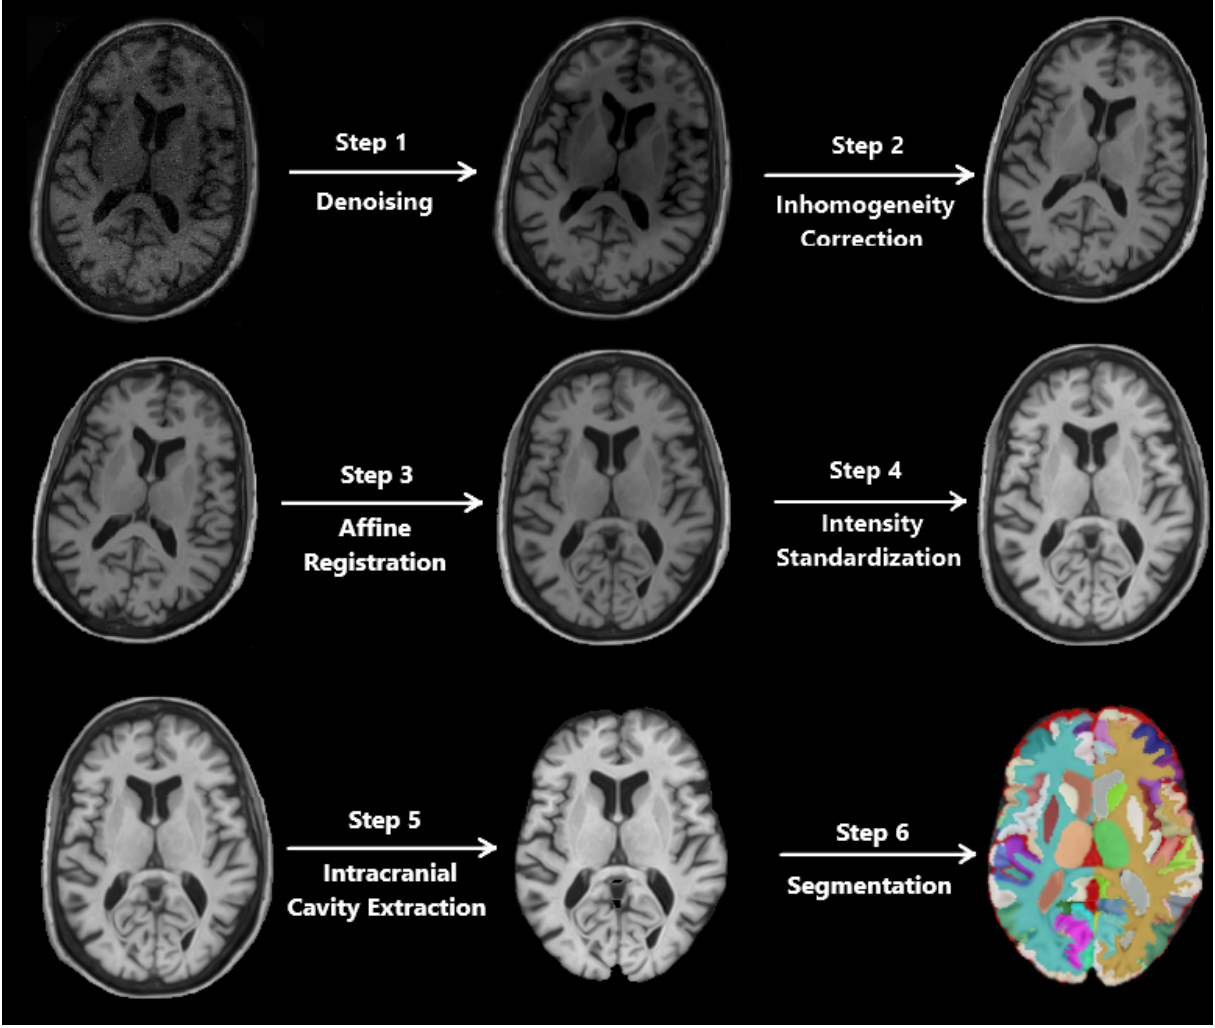 Step 1
Denoising
Step 2
Inhomogeneity
Correction
Step 3
Affine
Registration
Step 4
Intensity
Standardization
Step 5
Intracranial
Cavity Extraction
Step 6
Segmentation